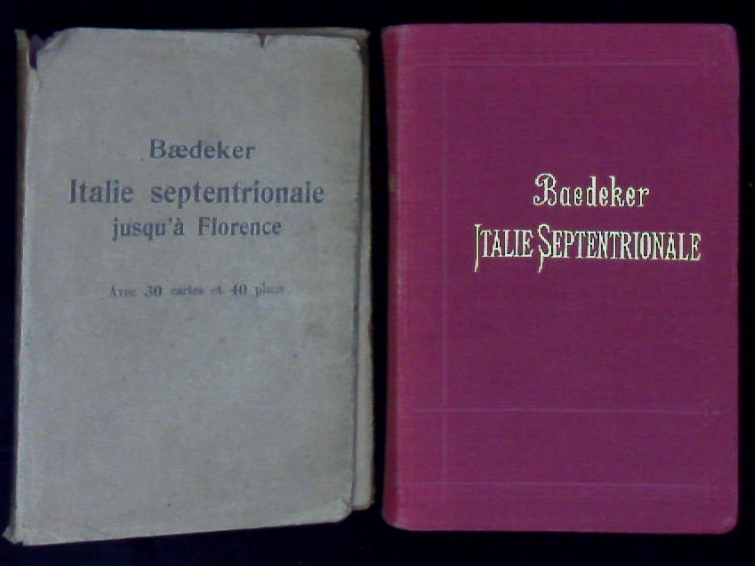 Bædeker
Italie septentrionale
jusqu'à Florence
Avec 30 cartes et 40 plans
Baedeker
ITALIE SEPTENTRIONALE